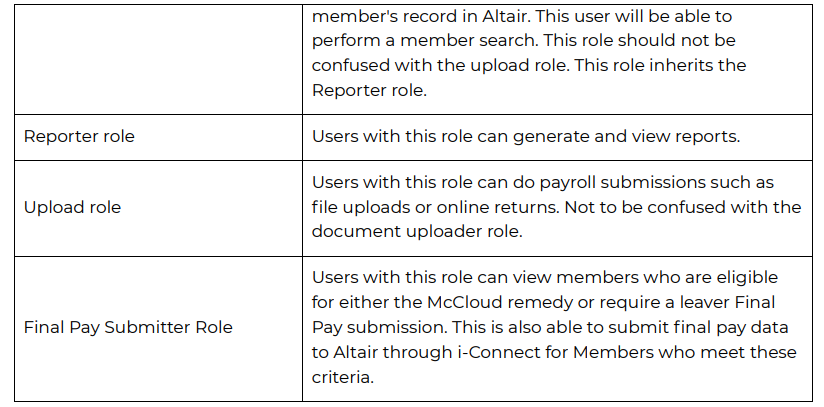 member's record in Altair. This user will be able to
perform a member search. This role should not be
confused with the upload role. This role inherits the
Reporter role.
Reporter role
Users with this role can generate and view reports.
Upload role
Users with this role can do payroll submissions such as
file uploads or online returns. Not to be confused with the
document uploader role.
Final Pay Submitter Role
Users with this role can view members who are eligible
for either the McCloud remedy or require a leaver Final
Pay submission. This is also able to submit final pay data
to Altair through i-Connect for Members who meet these
criteria.